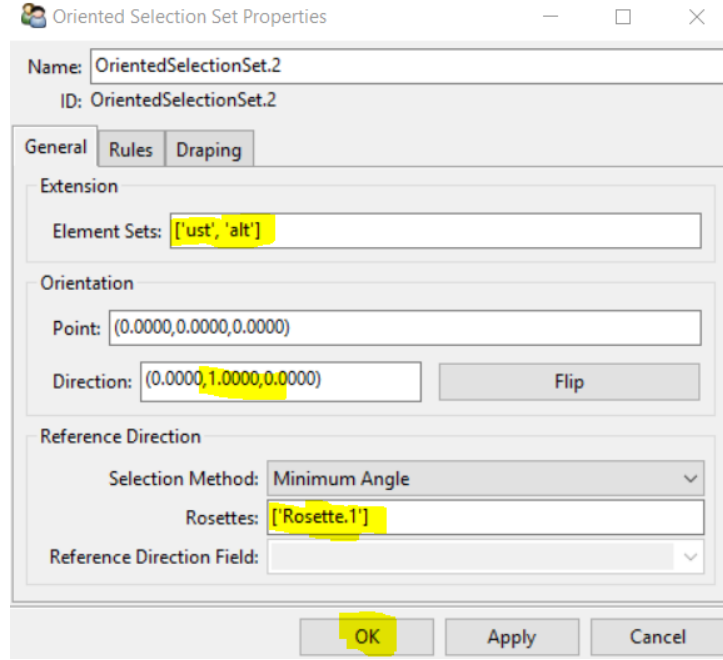 Oriented Selection Set Properties
Name: OrientedSelectionSet.2
ID: OrientedSelectionSet.2
General Rules Draping
Extension
Element Sets: ['ust', 'alt']
Orientation
Point: (0.0000,0.0000,0.0000)
Direction: (0.0000,1.0000,0.0000) Flip
Reference Direction
Selection Method: Minimum Angle
Rosettes: ['Rosette.1']
Reference Direction Field:
OK Apply Cancel